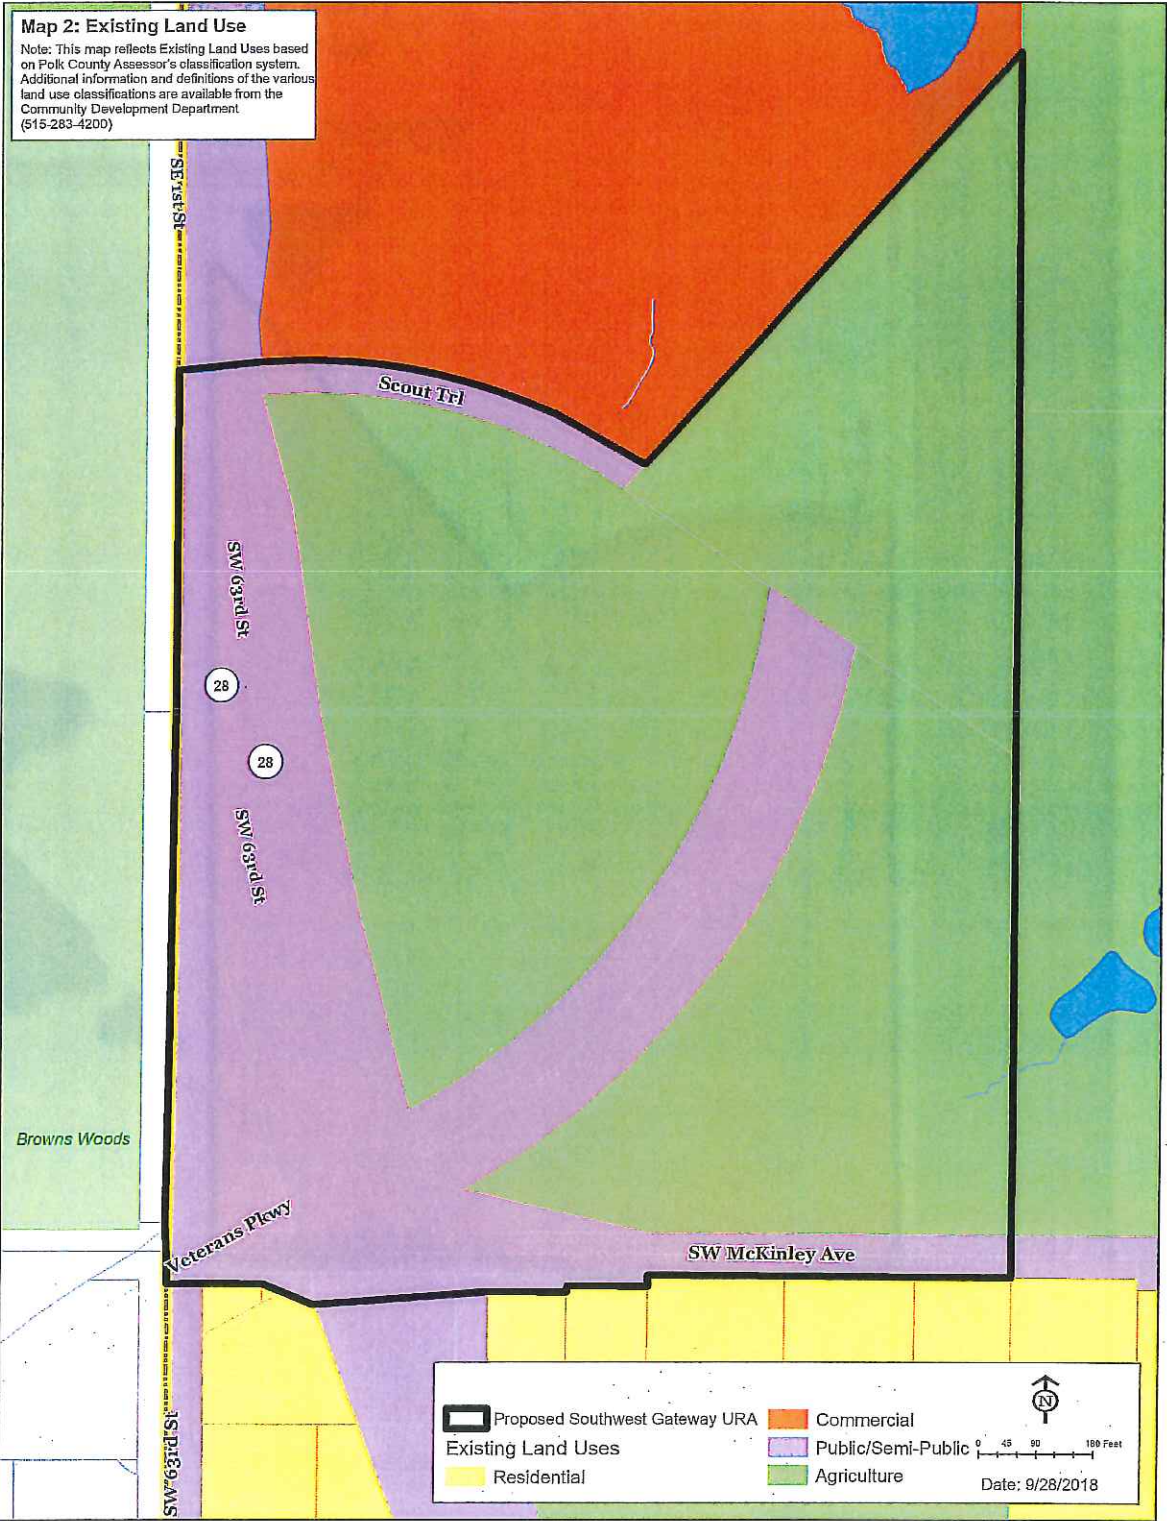 Map 2: Existing Land Use
Note: This map reflects Existing Land Uses based
on Polk County Assessor's classification system.
Additional information and definitions of the various
land use classifications are available from the
Community Development Department
(515-283-4200)
SE 1st St
Scout Trl
SW 63rd St
28
28
SW 63rd St
Browns Woods
Veterans Pkwy
SW McKinley Ave
SW 63rd St
Proposed Southwest Gateway URA
Existing Land Uses
Residential
Commercial
Public/Semi-Public
Agriculture
N
0 45 90 180 Feet
Date: 9/28/2018